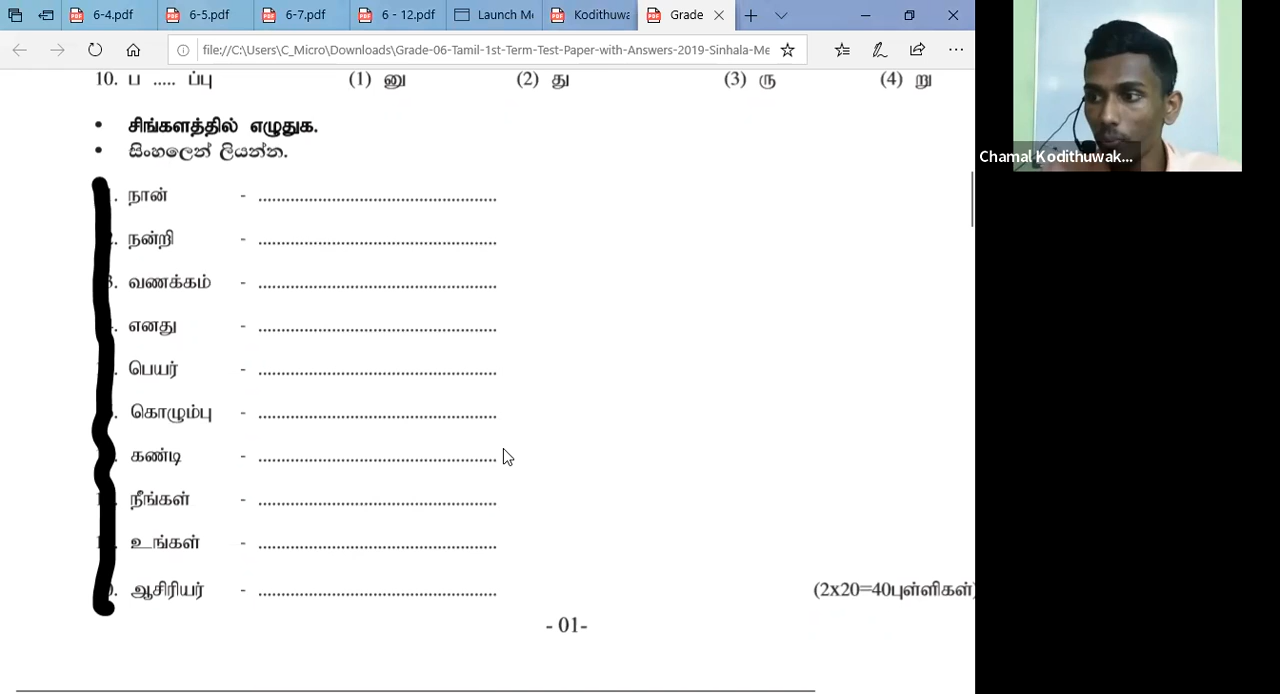 6-4.pdf 6-5.pdf 6-7.pdf 6 - 12.pdf Launch Me Kodithuwa Grade
file://C:\Users\C_Micro\Downloads\Grade-06-Tamil-1st-Term-Test-Paper-with-Answers-2019-Sinhala-Me
10. ப ..... ப்பு (1) னு (2) து (3) ரு (4) று
• சிங்களத்தில் எழுதுக.
• සිංහලෙන් ලියන්න.
. நான் - ....................................................
. நன்றி - ....................................................
. வணக்கம் - ....................................................
. எனது - ....................................................
. பெயர் - ....................................................
. கொழும்பு - ....................................................
. கண்டி - ....................................................
. நீங்கள் - ....................................................
. உங்கள் - ....................................................
. ஆசிரியர் - ....................................................
(2x20=40புள்ளிகள்)
- 01-
Chamal Kodithuwak...